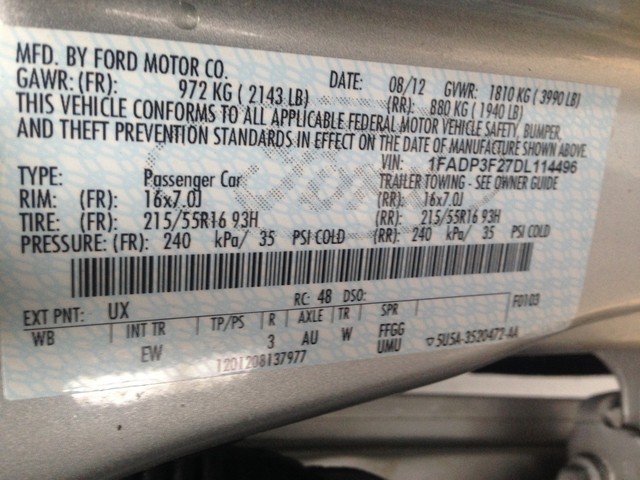 MFD. BY FORD MOTOR CO. DATE: 08/12 GVWR: 1810 KG ( 3990 LB)
GAWR: (FR): 972 KG ( 2143 LB) (RR): 880 KG ( 1940 LB)
THIS VEHICLE CONFORMS TO ALL APPLICABLE FEDERAL MOTOR VEHICLE SAFETY, BUMPER,
AND THEFT PREVENTION STANDARDS IN EFFECT ON THE DATE OF MANUFACTURE SHOWN ABOVE.
VIN: 1FADP3F27DL114496
TYPE: Passenger Car TRAILER TOWING - SEE OWNER GUIDE
RIM: (FR): 16x7.0J (RR): 16x7.0J
TIRE: (FR): 215/55R16 93H (RR): 215/55R16 93H
PRESSURE: (FR): 240 kPa/ 35 PSI COLD (RR): 240 kPa/ 35 PSI COLD
RC: 48 DSO: F0103
EXT PNT: UX
WB INT TR TP/PS R AXLE TR SPR
EW 3 AU W FFGG
UMU 5U5A-3520472-AA
1201208137977